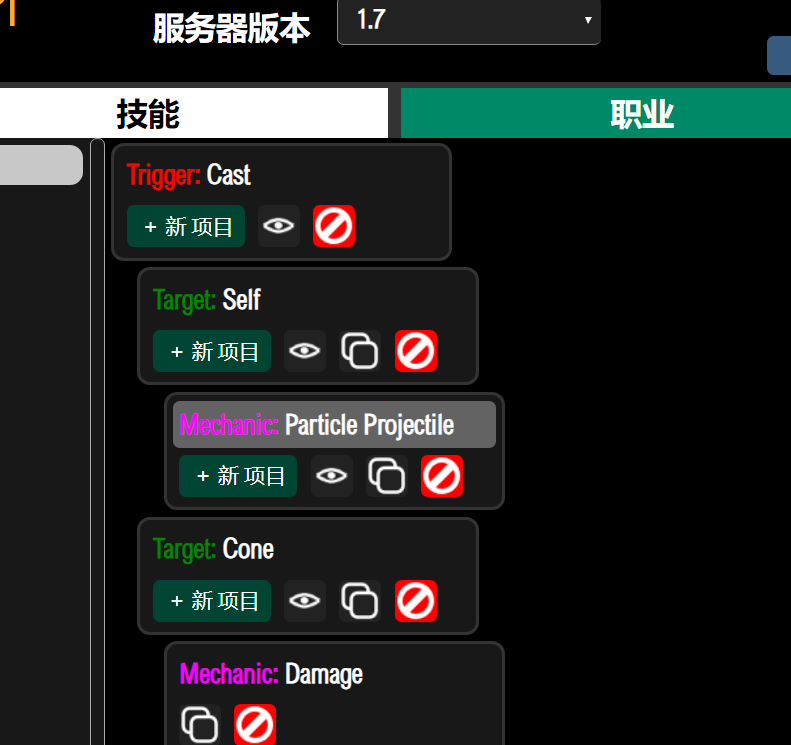 服务器版本
1.7
技能
职业
Trigger: Cast
+ 新项目
Target: Self
+ 新项目
Mechanic: Particle Projectile
+ 新项目
Target: Cone
+ 新项目
Mechanic: Damage